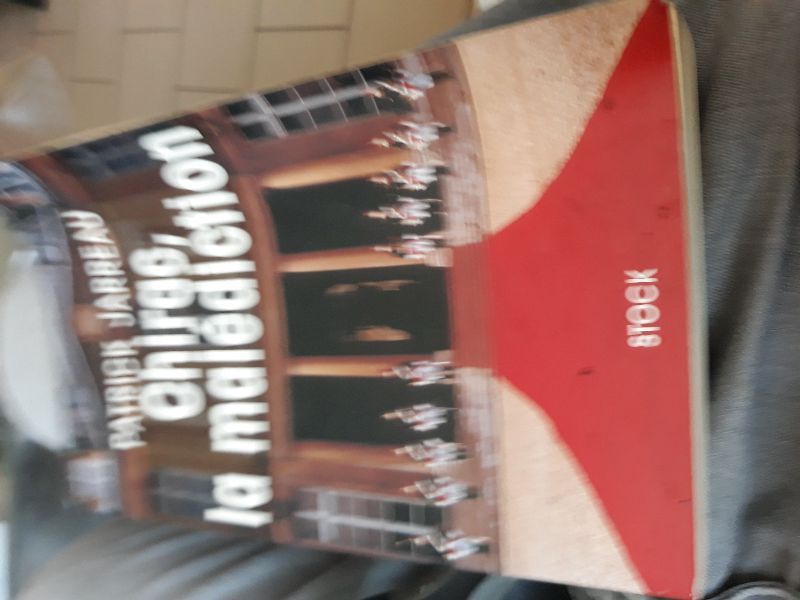 PATRICK JARREAU
chirac,
la malédiction
STOCK